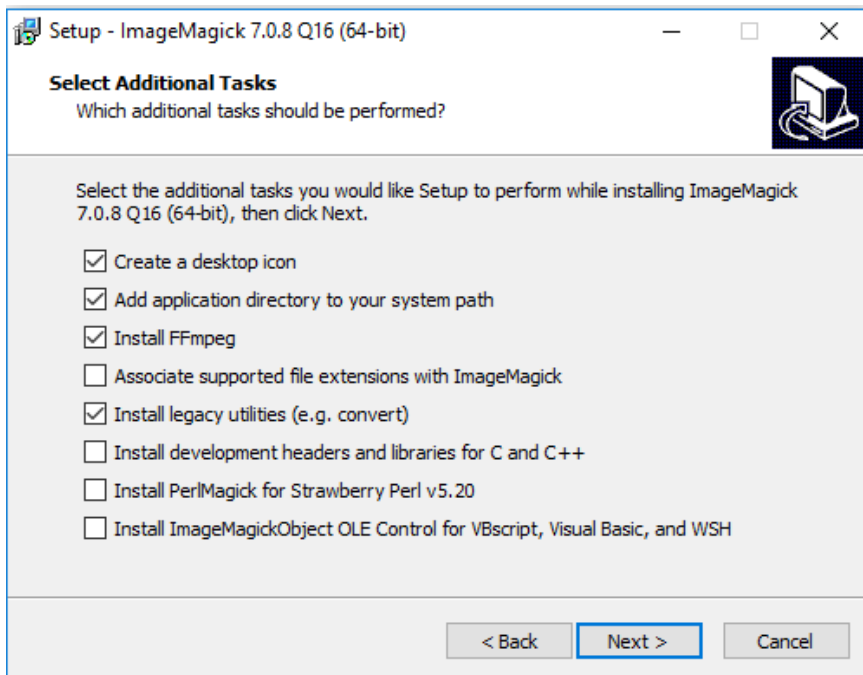 Setup - ImageMagick 7.0.8 Q16 (64-bit)
Select Additional Tasks
Which additional tasks should be performed?
Select the additional tasks you would like Setup to perform while installing ImageMagick
7.0.8 Q16 (64-bit), then click Next.
Create a desktop icon
Add application directory to your system path
Install FFmpeg
Associate supported file extensions with ImageMagick
Install legacy utilities (e.g. convert)
Install development headers and libraries for C and C++
Install PerlMagick for Strawberry Perl v5.20
Install ImageMagickObject OLE Control for VBscript, Visual Basic, and WSH
< Back Next > Cancel